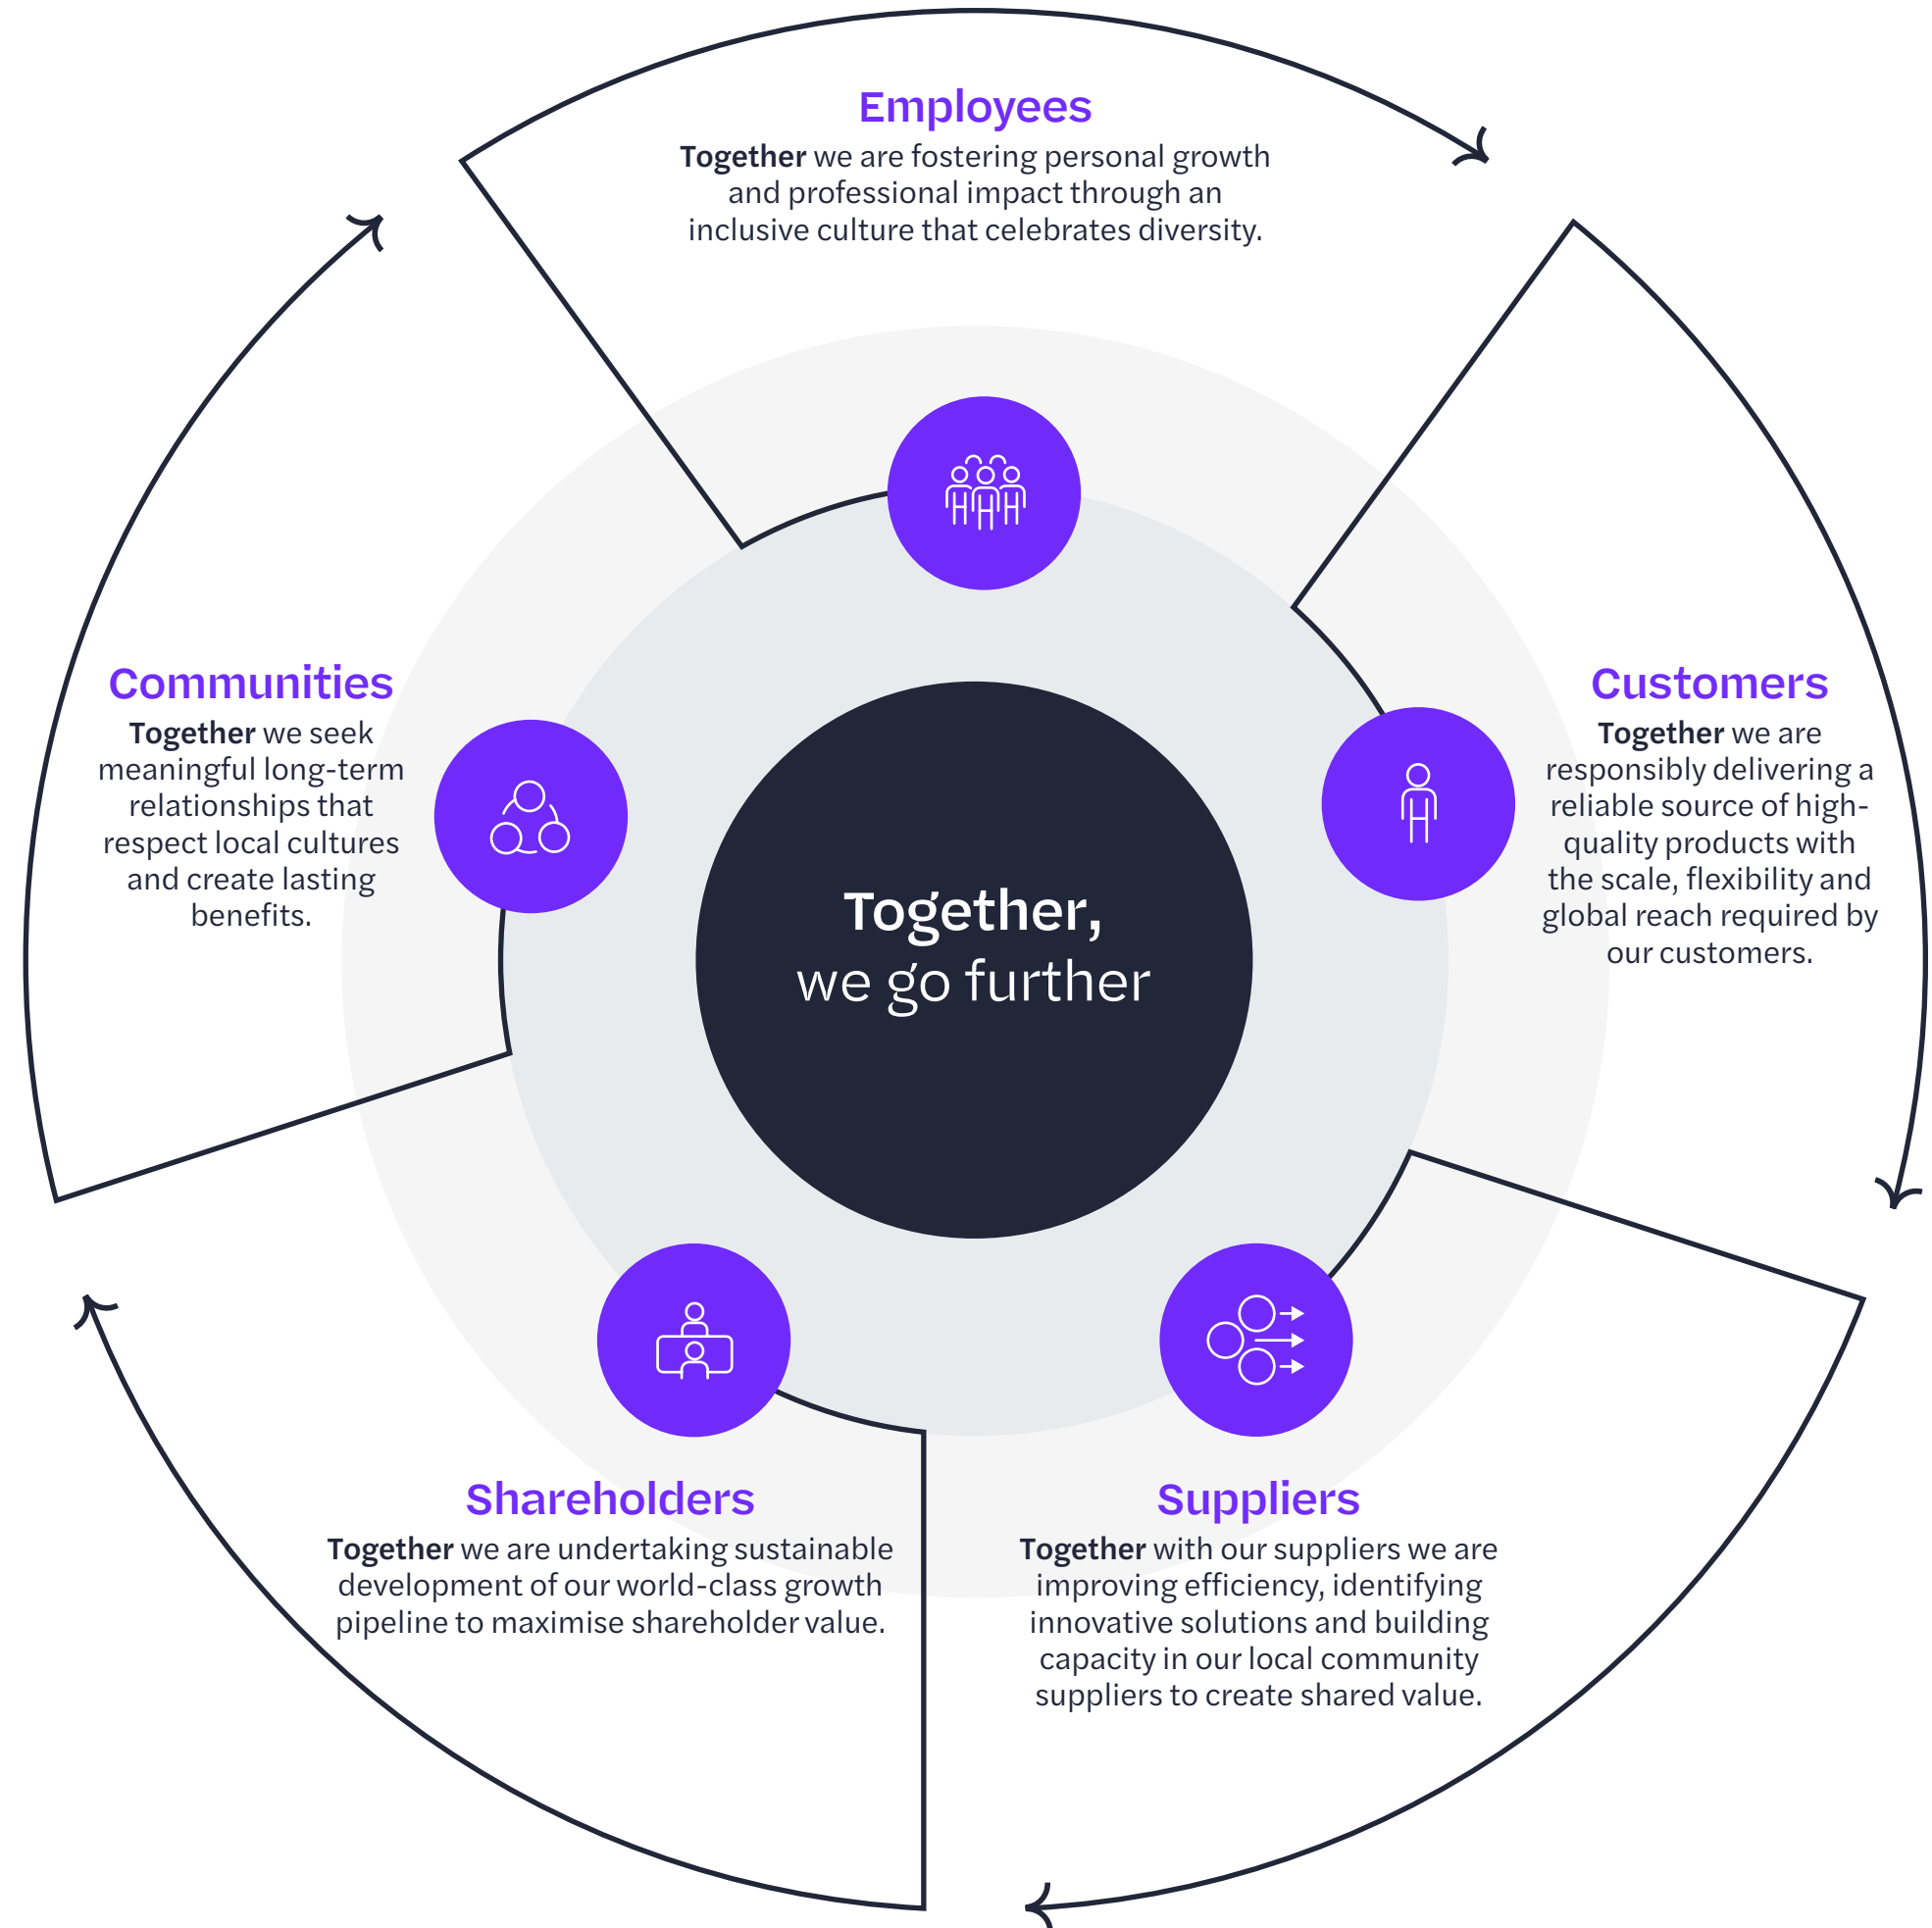 Employees
Together we are fostering personal growth
and professional impact through an
inclusive culture that celebrates diversity.
Communities
Together we seek
meaningful long-term
relationships that
respect local cultures
and create lasting
benefits.
Customers
Together we are
responsibly delivering a
reliable source of high-
quality products with
the scale, flexibility and
global reach required by
our customers.
Together,
we go further
Shareholders
Together we are undertaking sustainable
development of our world-class growth
pipeline to maximise shareholder value.
Suppliers
Together with our suppliers we are
improving efficiency, identifying
innovative solutions and building
capacity in our local community
suppliers to create shared value.